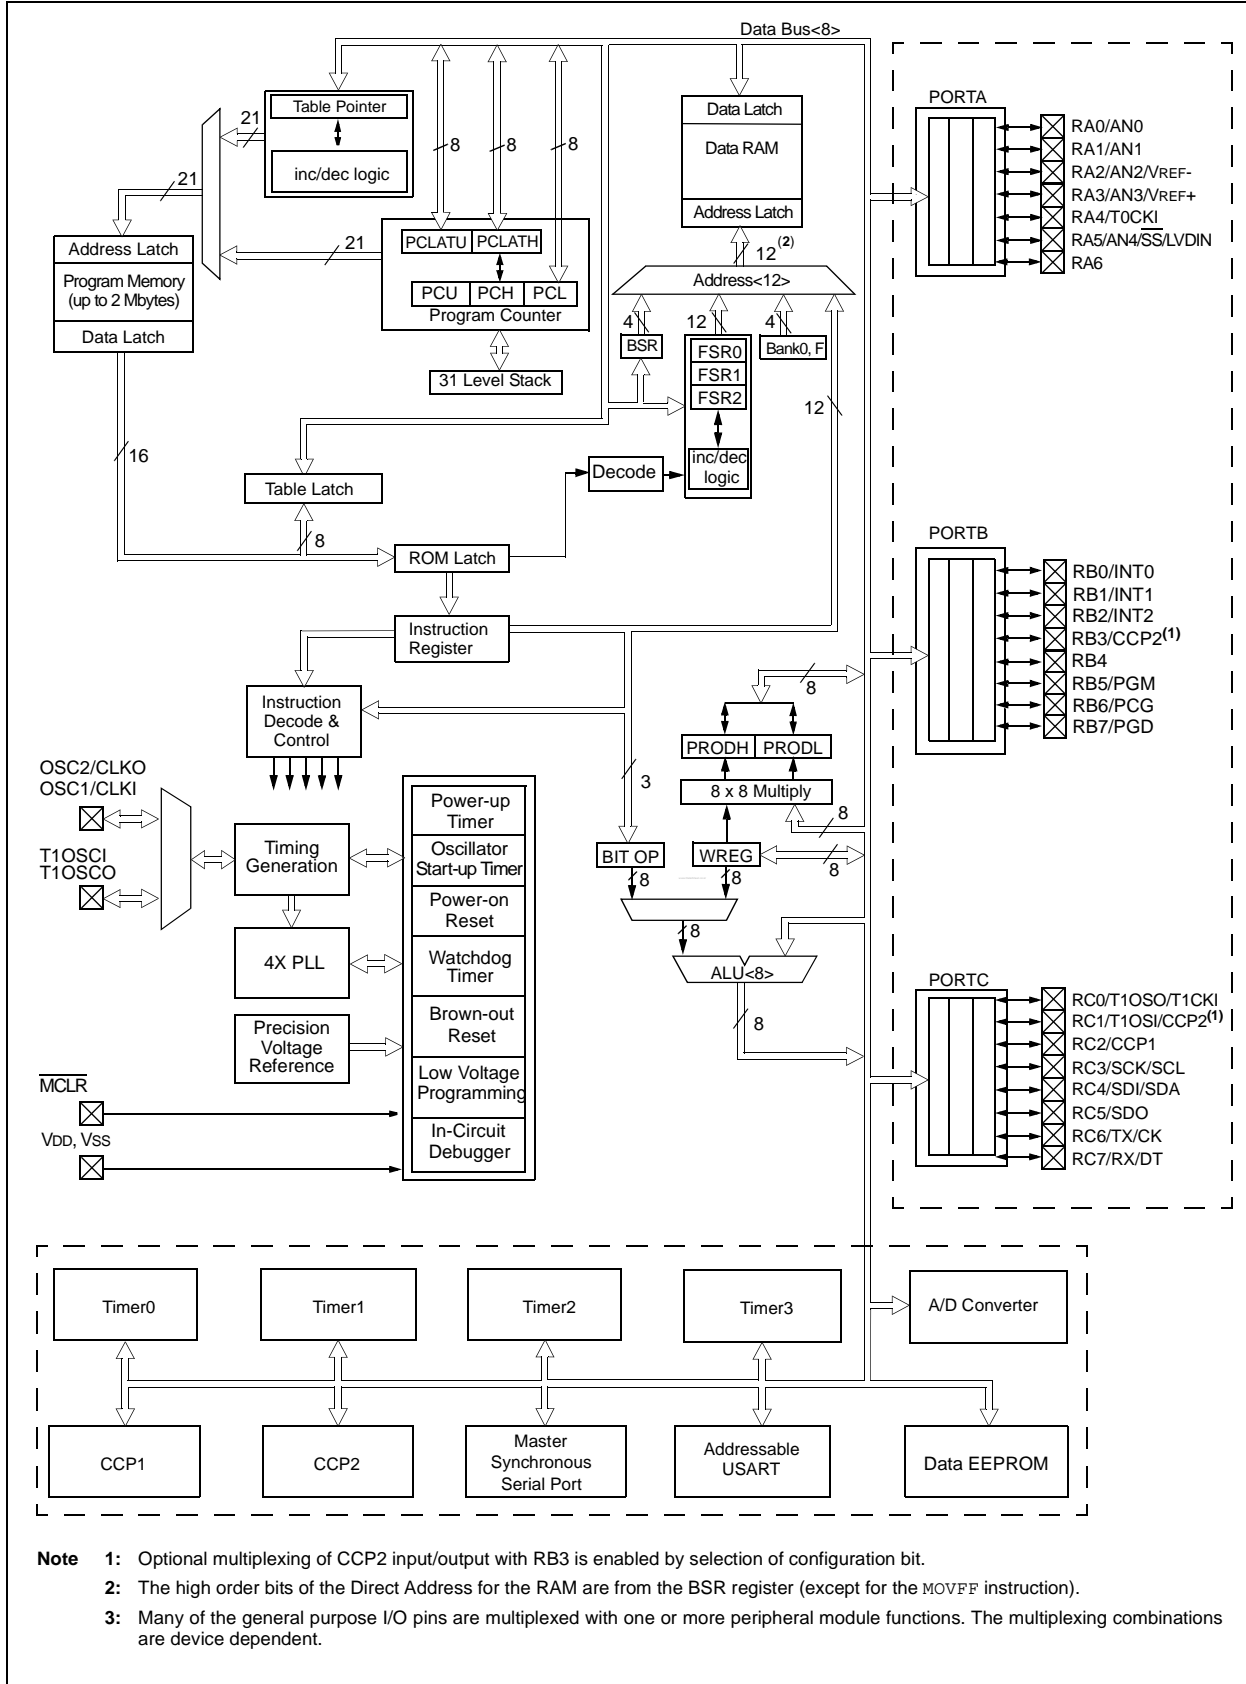 Data Bus<8>
Table Pointer
inc/dec logic
21
21
8
8
8
Data Latch
Data RAM
Address Latch
12(2)
Address<12>
Address Latch
Program Memory
(up to 2 Mbytes)
Data Latch
21
PCLATU PCLATH
PCU PCH PCL
Program Counter
31 Level Stack
4
12
4
BSR
FSR0
FSR1
FSR2
inc/dec
logic
Bank0, F
12
16
Table Latch
8
Decode
ROM Latch
Instruction
Register
Instruction
Decode &
Control
8
PRODH PRODL
8 x 8 Multiply
3
8
BIT OP
WREG
8
8
8
8
ALU<8>
8
OSC2/CLKO
OSC1/CLKI
T1OSCI
T1OSCO
Timing
Generation
4X PLL
Precision
Voltage
Reference
MCLR
VDD, VSS
Power-up
Timer
Oscillator
Start-up Timer
Power-on
Reset
Watchdog
Timer
Brown-out
Reset
Low Voltage
Programming
In-Circuit
Debugger
PORTA
RA0/AN0
RA1/AN1
RA2/AN2/VREF-
RA3/AN3/VREF+
RA4/T0CKI
RA5/AN4/SS/LVDIN
RA6
PORTB
RB0/INT0
RB1/INT1
RB2/INT2
RB3/CCP2(1)
RB4
RB5/PGM
RB6/PCG
RB7/PGD
PORTC
RC0/T1OSO/T1CKI
RC1/T1OSI/CCP2(1)
RC2/CCP1
RC3/SCK/SCL
RC4/SDI/SDA
RC5/SDO
RC6/TX/CK
RC7/RX/DT
Timer0
Timer1
Timer2
Timer3
A/D Converter
CCP1
CCP2
Master
Synchronous
Serial Port
Addressable
USART
Data EEPROM
Note 1: Optional multiplexing of CCP2 input/output with RB3 is enabled by selection of configuration bit.
2: The high order bits of the Direct Address for the RAM are from the BSR register (except for the MOVFF instruction).
3: Many of the general purpose I/O pins are multiplexed with one or more peripheral module functions. The multiplexing combinations
are device dependent.